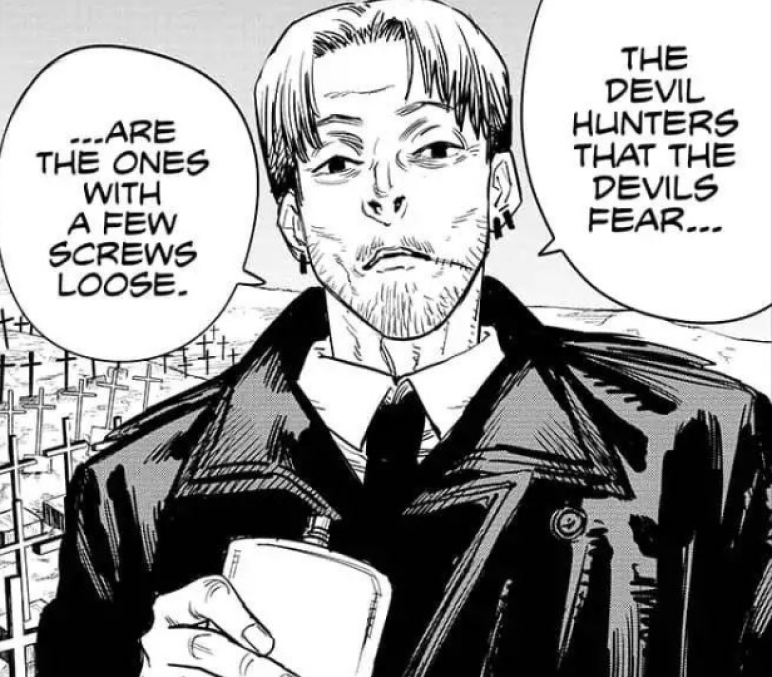 THE
DEVIL
HUNTERS
THAT THE
DEVILS
FEAR...
...ARE
THE ONES
WITH
A FEW
SCREWS
LOOSE.